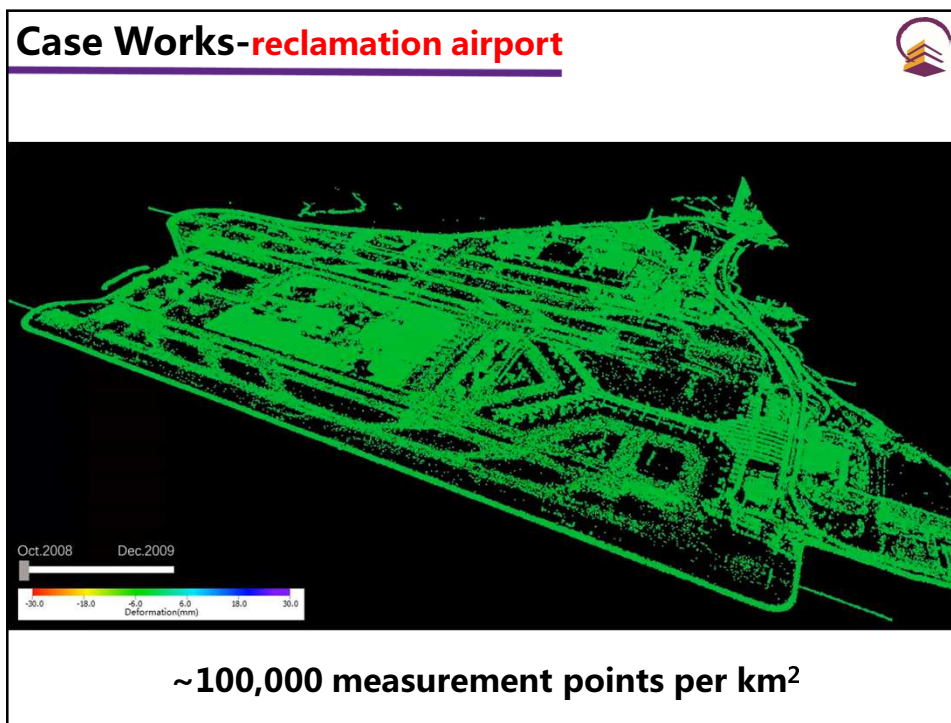 Case Works-reclamation airport
Oct.2008 Dec.2009
-30.0 -18.0 -6.0 6.0 18.0 30.0
Deformation(mm)
~100,000 measurement points per km²